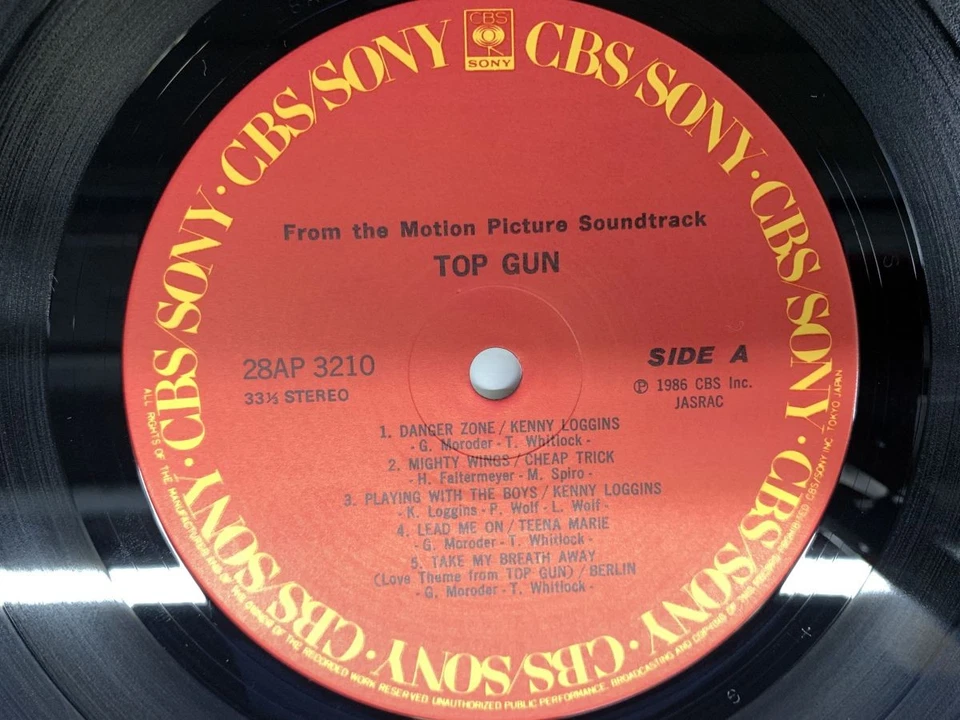 CBS
SONY
CBS/SONY · CBS/SONY · CBS/SONY · CBS/SONY · CBS/SONY · CBS/SONY · CBS/SONY · CBS/SONY
From the Motion Picture Soundtrack
TOP GUN
28AP 3210
33⅓ STEREO
SIDE A
Ⓟ 1986 CBS Inc.
JASRAC
1. DANGER ZONE / KENNY LOGGINS
- G. Moroder - T. Whitlock -
2. MIGHTY WINGS / CHEAP TRICK
- H. Faltermeyer - M. Spiro -
3. PLAYING WITH THE BOYS / KENNY LOGGINS
- K. Loggins - P. Wolf - L. Wolf -
4. LEAD ME ON / TEENA MARIE
- G. Moroder - T. Whitlock -
5. TAKE MY BREATH AWAY
(Love Theme from TOP GUN) / BERLIN
- G. Moroder - T. Whitlock -
ALL RIGHTS OF THE MANUFACTURER AND OF THE OWNER OF THE RECORDED WORK RESERVED. UNAUTHORIZED PUBLIC PERFORMANCE, BROADCASTING AND COPYING OF THIS RECORD PROHIBITED CBS/SONY INC. TOKYO JAPAN